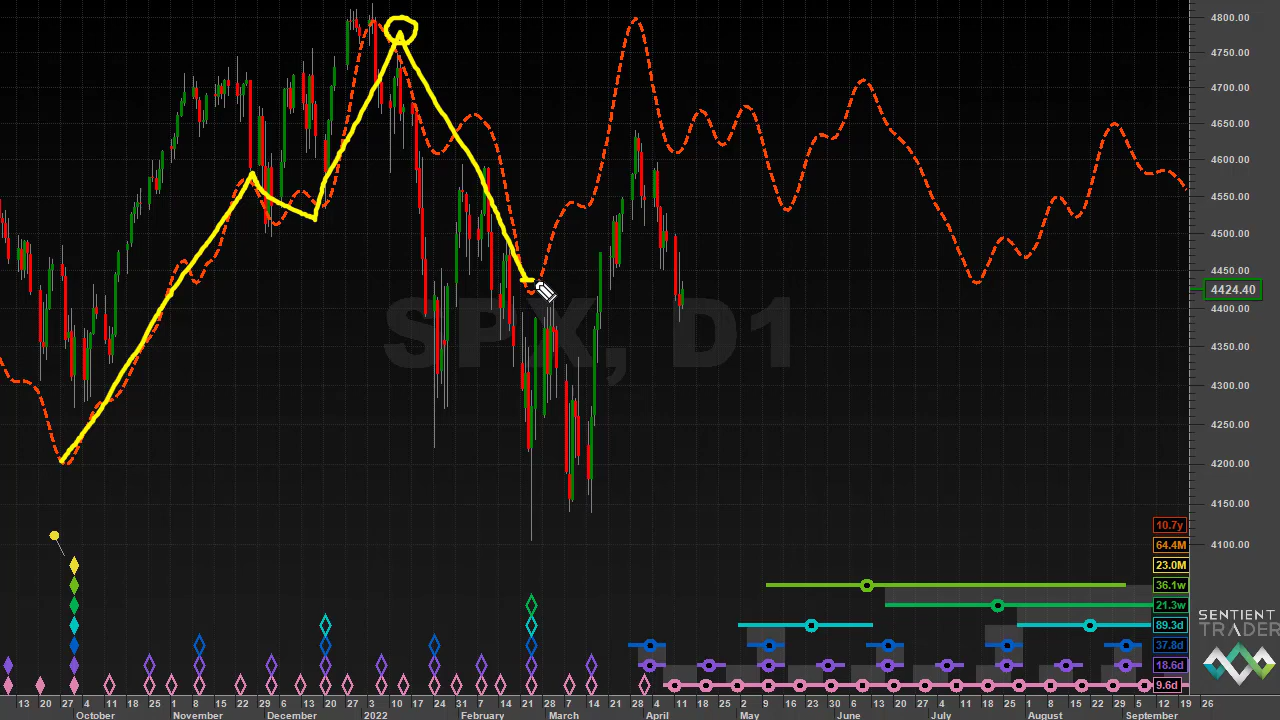 4800.00
4750.00
4700.00
4650.00
4600.00
4550.00
4500.00
4450.00
4424.40
4400.00
4350.00
4300.00
4250.00
4200.00
4150.00
4100.00
SPX, D1
10.7y
64.4M
23.0M
36.1w
21.3w
89.3d
37.8d
18.6d
9.6d
SENTIENT
TRADER
13 20 27 4 11 18 25 1 8 15 22 29 6 13 20 27 3 10 18 24 31 7 14 21 28 7 14 21 28 4 11 18 25 2 9 16 23 30 6 13 20 27 4 11 18 25 1 8 15 22 29 5 12 19 26
October November December 2022 February March April May June July August September